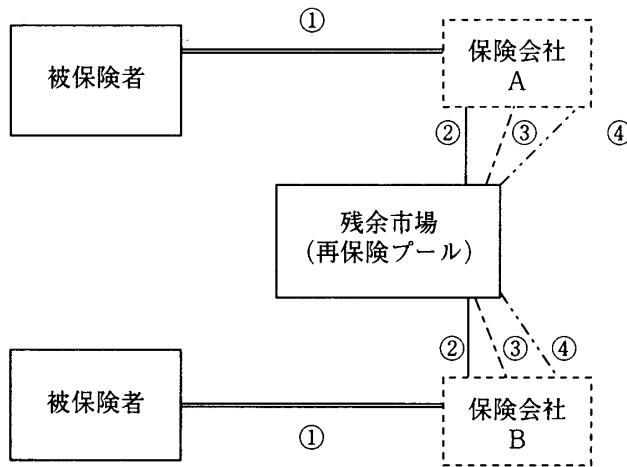 ①
被保険者
保険会社
A
② ③ ④
残余市場
(再保険プール)
② ③ ④
被保険者
保険会社
B
①